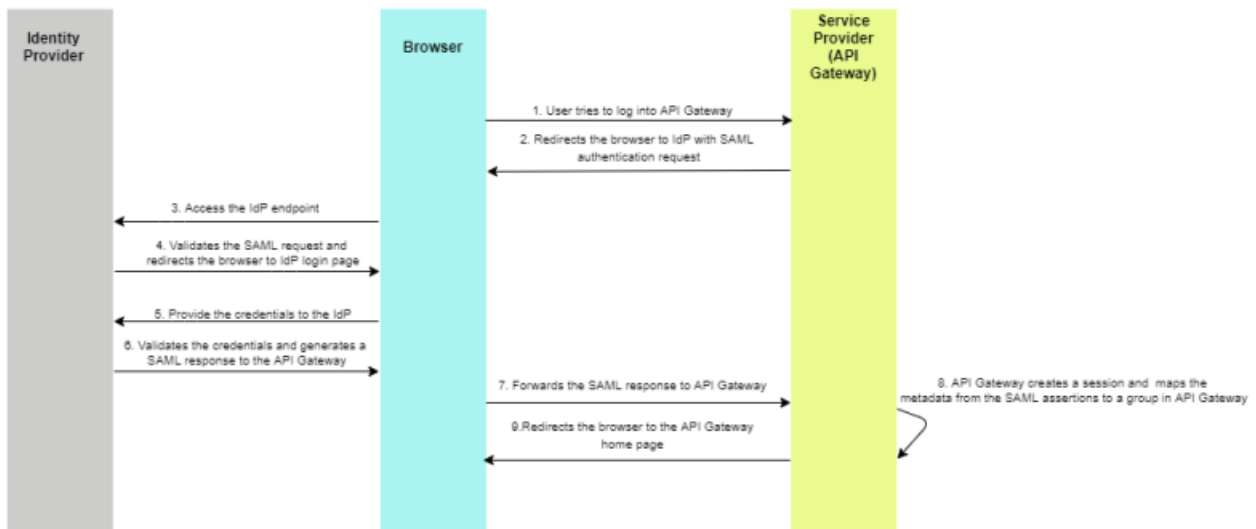 Identity
Provider
Browser
Service
Provider
(API
Gateway)
1. User tries to log into API Gateway
2. Redirects the browser to IdP with SAML
authentication request
3. Access the IdP endpoint
4. Validates the SAML request and
redirects the browser to IdP login page
5. Provide the credentials to the IdP
6. Validates the credentials and generates a
SAML response to the API Gateway
7. Forwards the SAML response to API Gateway
8. API Gateway creates a session and maps the
metadata from the SAML assertions to a group in API Gateway
9.Redirects the browser to the API Gateway
home page